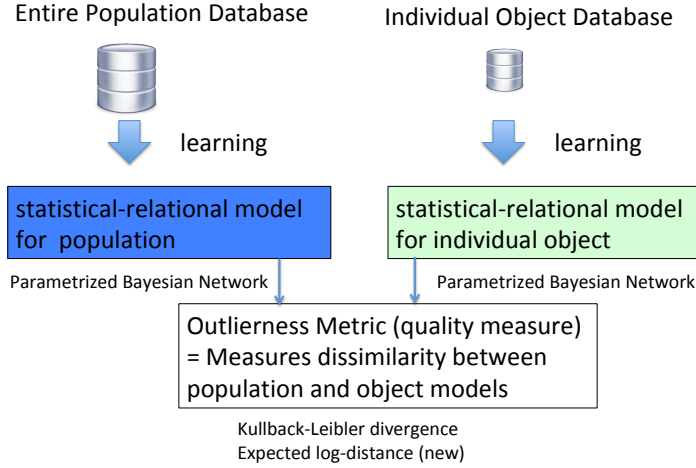 Entire Population Database
Individual Object Database
learning
learning
statistical-relational model
for population
statistical-relational model
for individual object
Parametrized Bayesian Network
Parametrized Bayesian Network
Outlierness Metric (quality measure)
= Measures dissimilarity between
population and object models
Kullback-Leibler divergence
Expected log-distance (new)